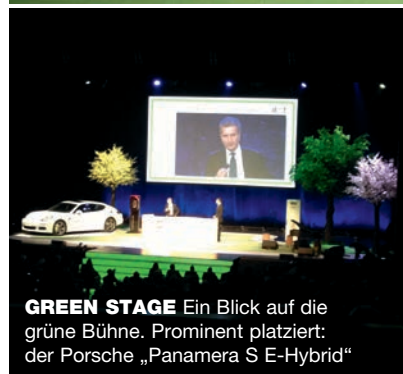 GREEN STAGE Ein Blick auf die
grüne Bühne. Prominent platziert:
der Porsche „Panamera S E-Hybrid“